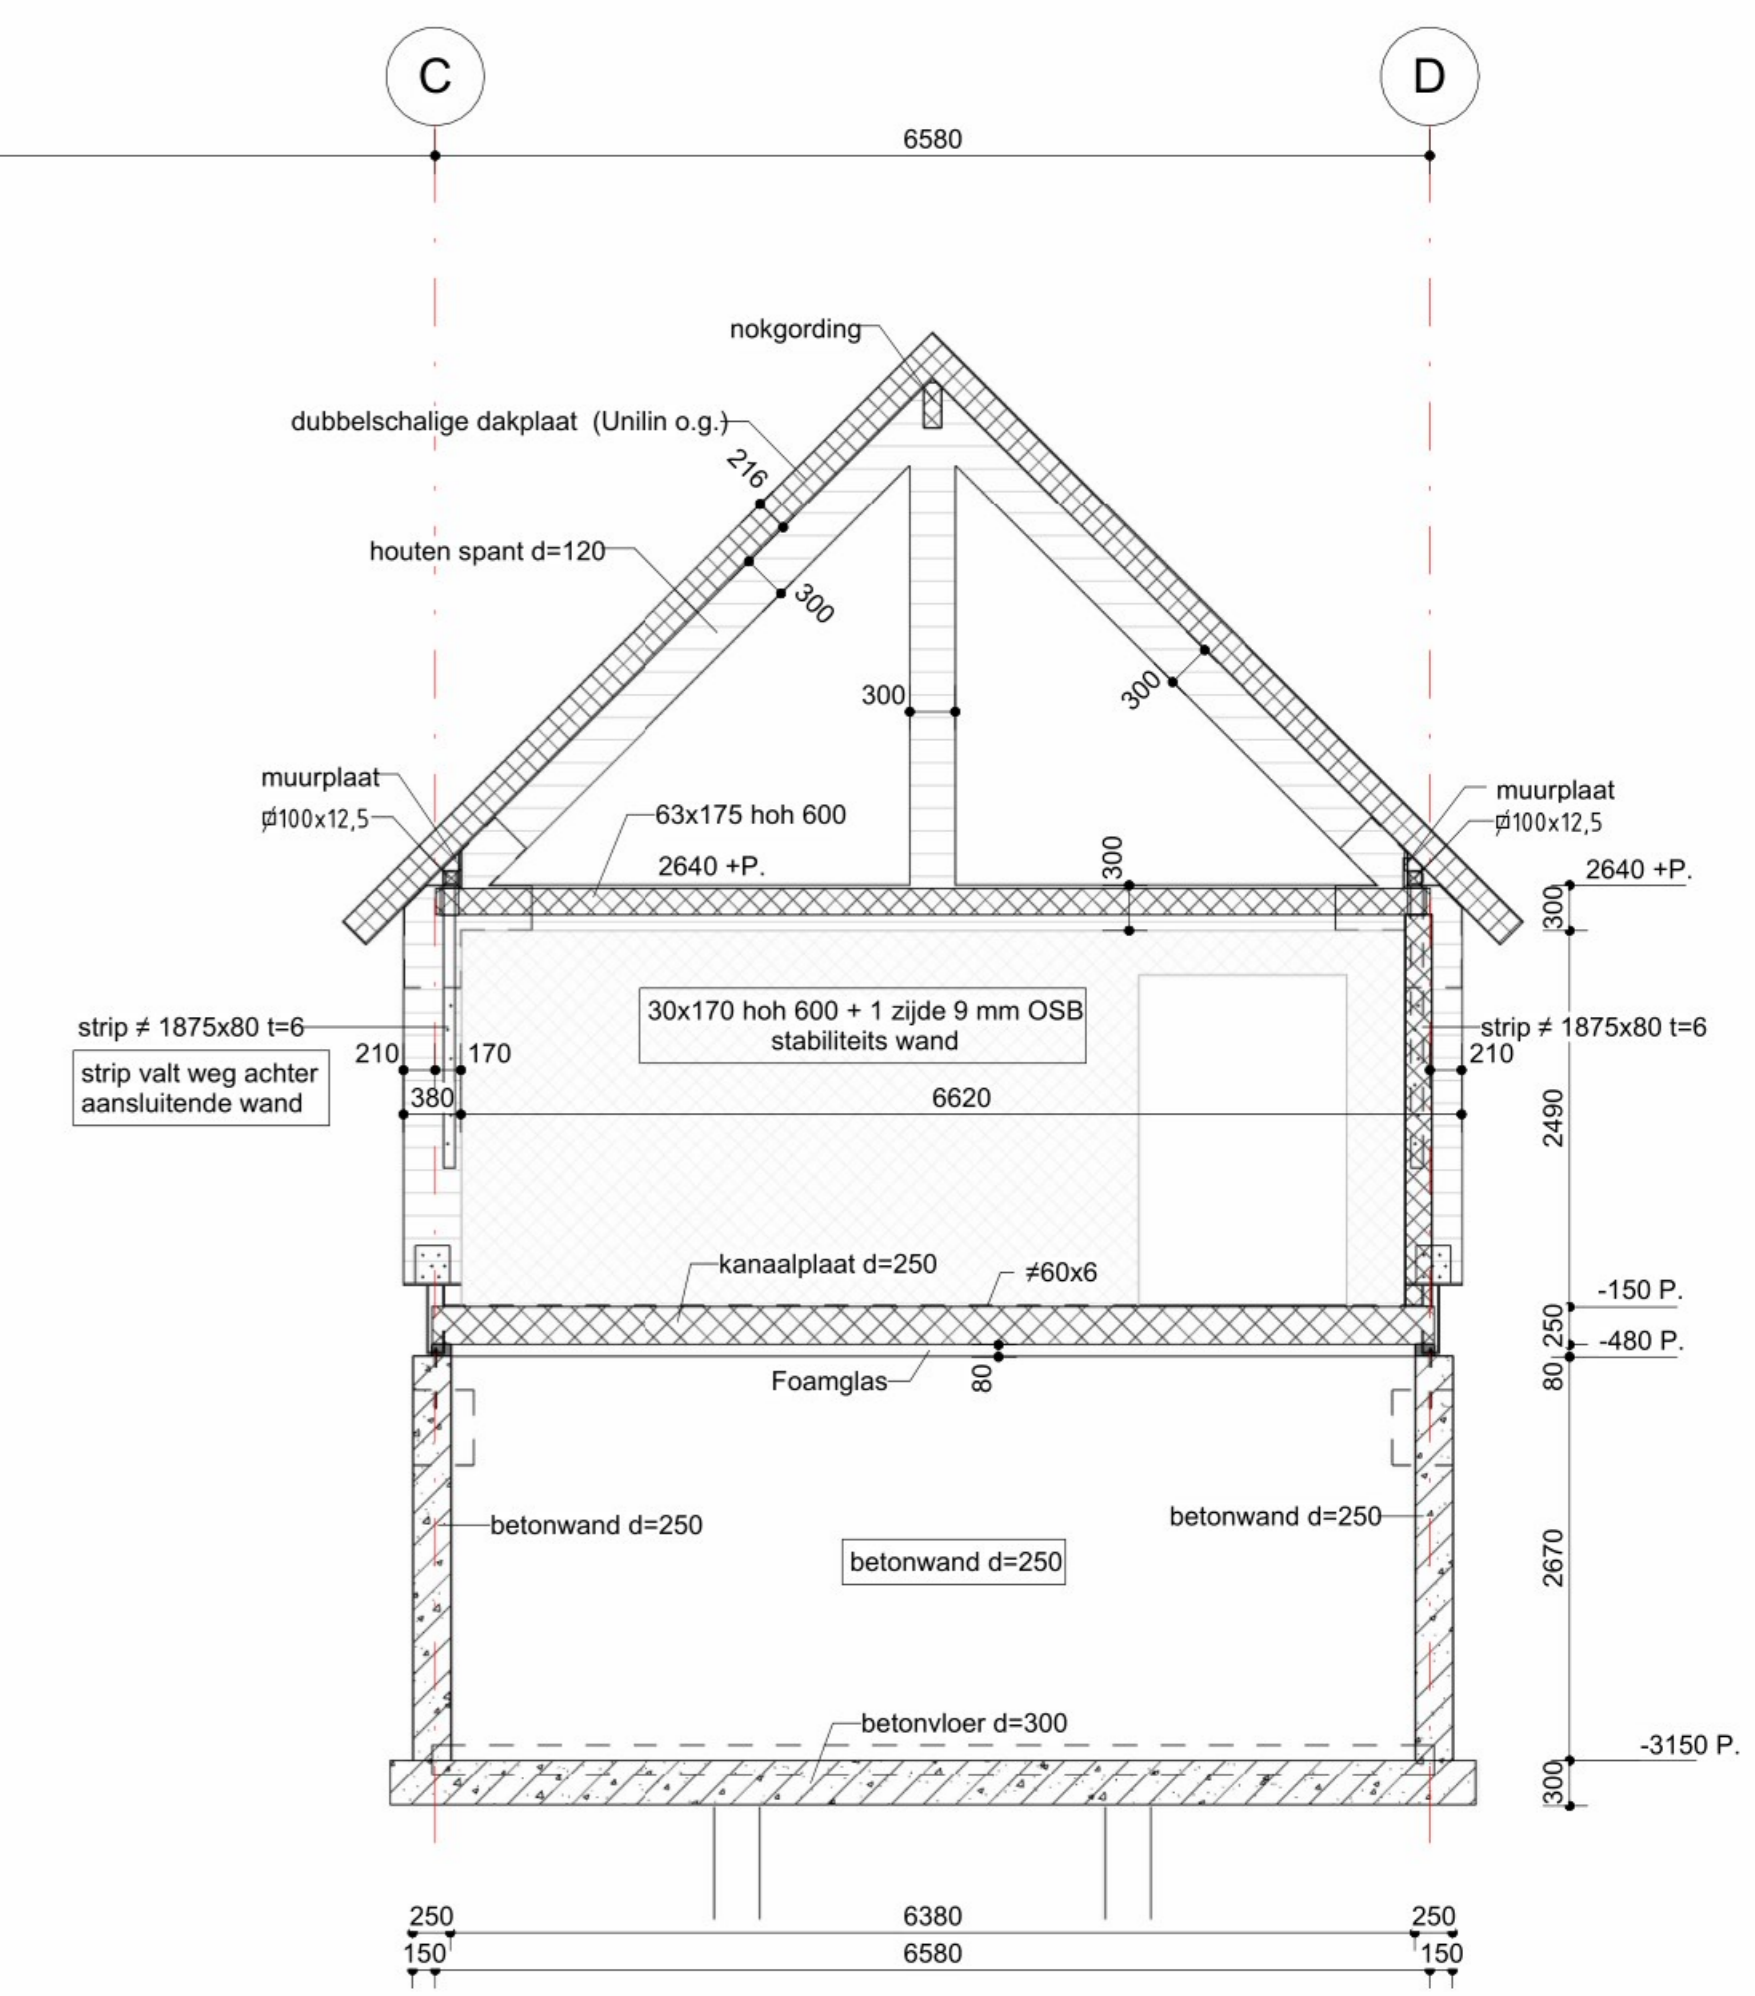 C
D
6580
nokgording
dubbelschalige dakplaat (Unilin o.g.)
216
houten spant d=120
300
300
300
muurplaat
⌀100x12,5
63x175 hoh 600
2640 +P.
300
muurplaat
⌀100x12,5
2640 +P.
300
30x170 hoh 600 + 1 zijde 9 mm OSB
stabiliteits wand
strip ≠ 1875x80 t=6
strip valt weg achter
aansluitende wand
210
170
380
6620
strip ≠ 1875x80 t=6
210
2490
kanaalplaat d=250
≠60x6
-150 P.
250
-480 P.
80
Foamglas
80
betonwand d=250
betonwand d=250
betonwand d=250
2670
betonvloer d=300
-3150 P.
300
250
6380
250
150
6580
150